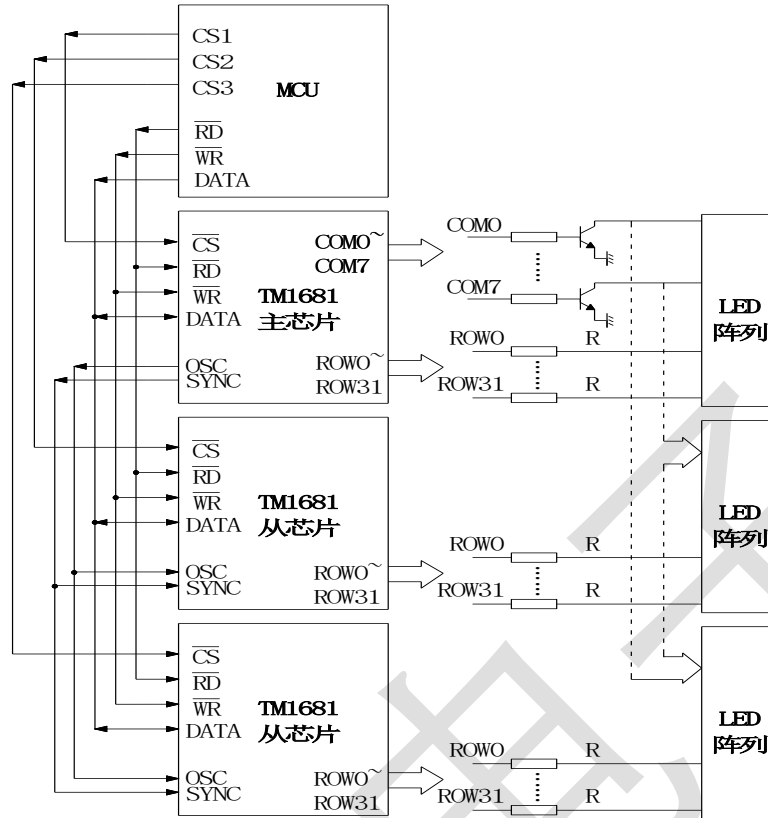 CS1
CS2
CS3
MCU
RD
WR
DATA
CS
RD
WR
DATA
OSC
SYNC
TM1681
主芯片
COM0~
COM7
ROW0~
ROW31
COM0
COM7
ROW0 R
ROW31 R
LED
阵列
CS
RD
WR
DATA
OSC
SYNC
TM1681
从芯片
ROW0~
ROW31
ROW0 R
ROW31 R
LED
阵列
CS
RD
WR
DATA
OSC
SYNC
TM1681
从芯片
ROW0~
ROW31
ROW0 R
ROW31 R
LED
阵列